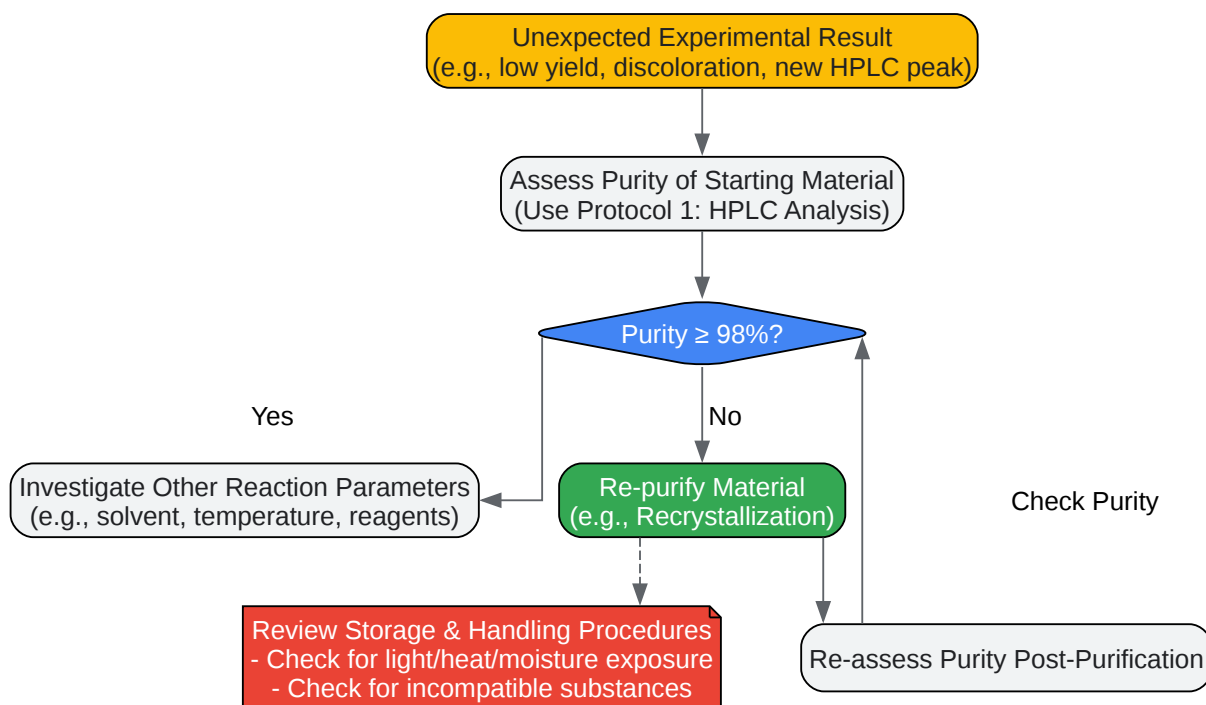 Unexpected Experimental Result
(e.g., low yield, discoloration, new HPLC peak)
Assess Purity of Starting Material
(Use Protocol 1: HPLC Analysis)
Purity ≥ 98%?
Yes
No
Investigate Other Reaction Parameters
(e.g., solvent, temperature, reagents)
Re-purify Material
(e.g., Recrystallization)
Check Purity
Review Storage & Handling Procedures
- Check for light/heat/moisture exposure
- Check for incompatible substances
Re-assess Purity Post-Purification